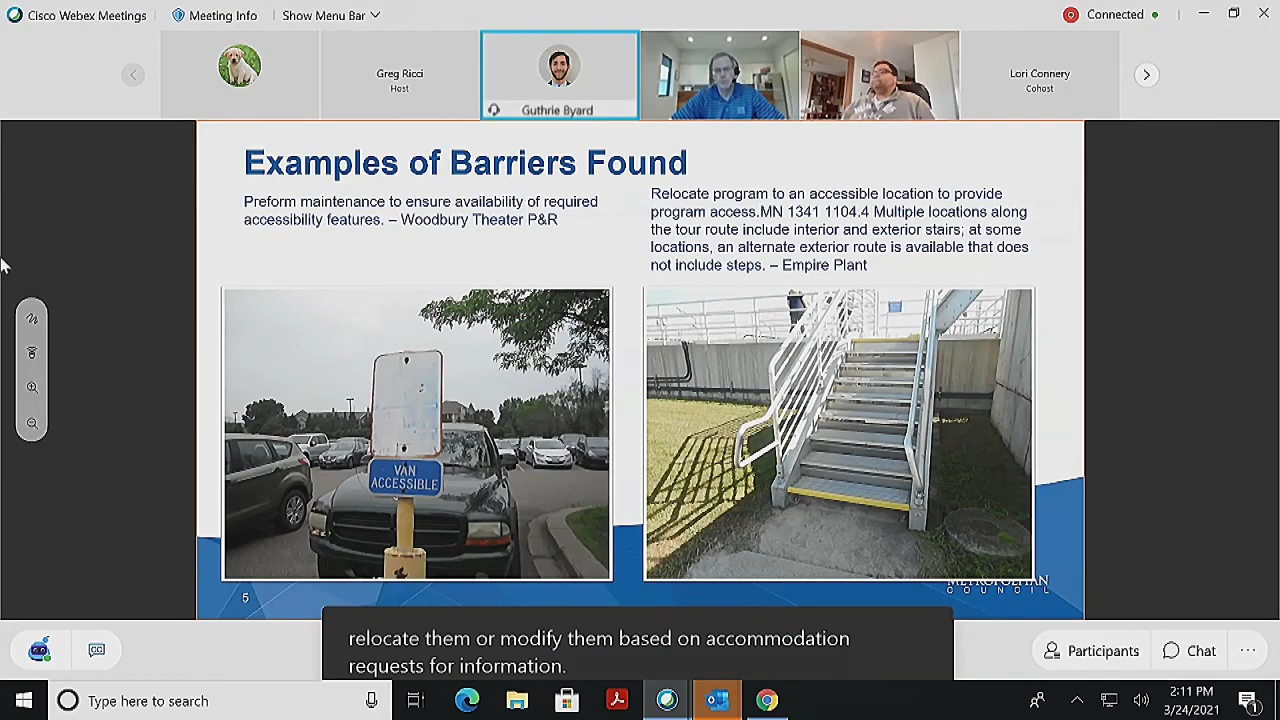 Cisco Webex Meetings
Meeting Info
Show Menu Bar
Connected
Greg Ricci
Host
Guthrie Byard
Lori Connery
Cohost
Examples of Barriers Found
Preform maintenance to ensure availability of required
accessibility features. – Woodbury Theater P&R
Relocate program to an accessible location to provide
program access.MN 1341 1104.4 Multiple locations along
the tour route include interior and exterior stairs; at some
locations, an alternate exterior route is available that does
not include steps. – Empire Plant
VAN
ACCESSIBLE
5
METROPOLITAN
COUNCIL
relocate them or modify them based on accommodation
requests for information.
CC
Participants
Chat
Type here to search
2:11 PM
3/24/2021
1